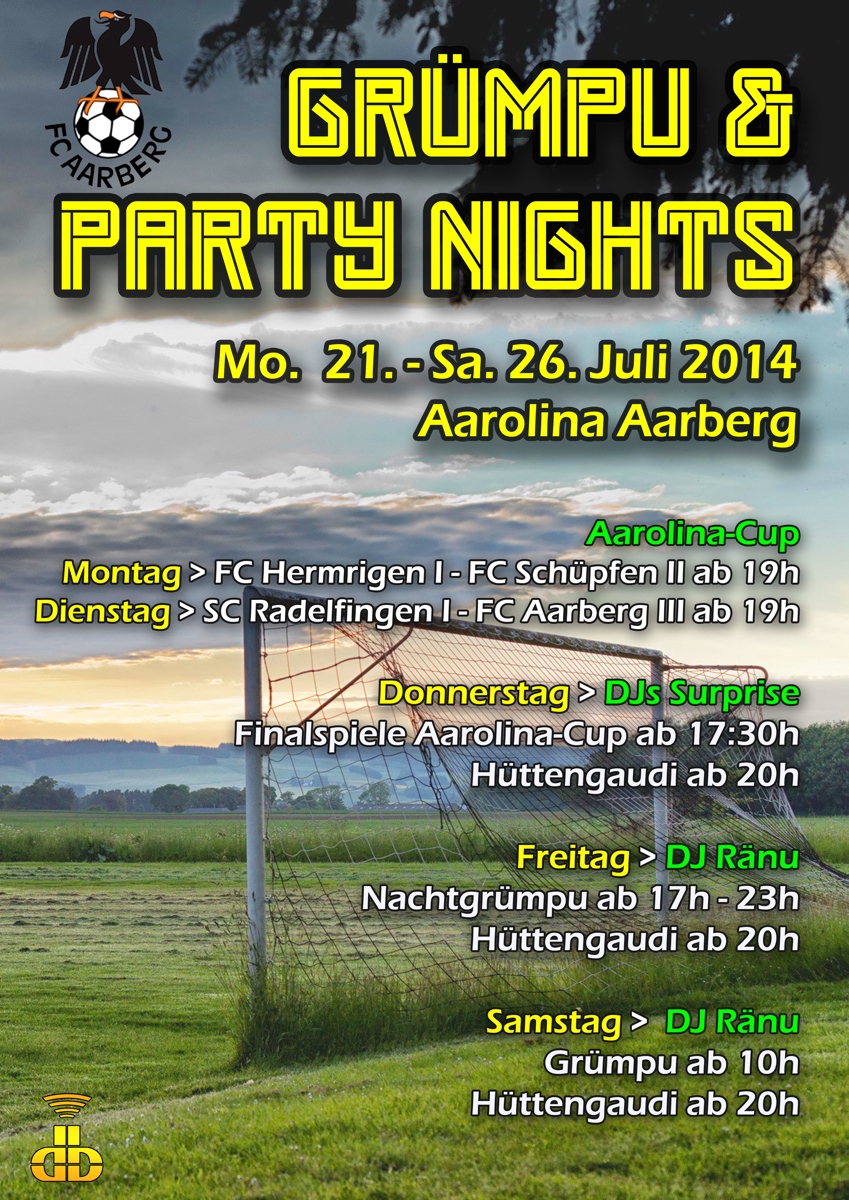 FC AARBERG
GRÜMPU &
PARTY NIGHTS
Mo. 21. - Sa. 26. Juli 2014
Aarolina Aarberg
Aarolina-Cup
Montag > FC Hermrigen I - FC Schüpfen II ab 19h
Dienstag > SC Radelfingen I - FC Aarberg III ab 19h
Donnerstag > DJs Surprise
Finalspiele Aarolina-Cup ab 17:30h
Hüttengaudi ab 20h
Freitag > DJ Ränu
Nachtgrümpu ab 17h - 23h
Hüttengaudi ab 20h
Samstag > DJ Ränu
Grümpu ab 10h
Hüttengaudi ab 20h